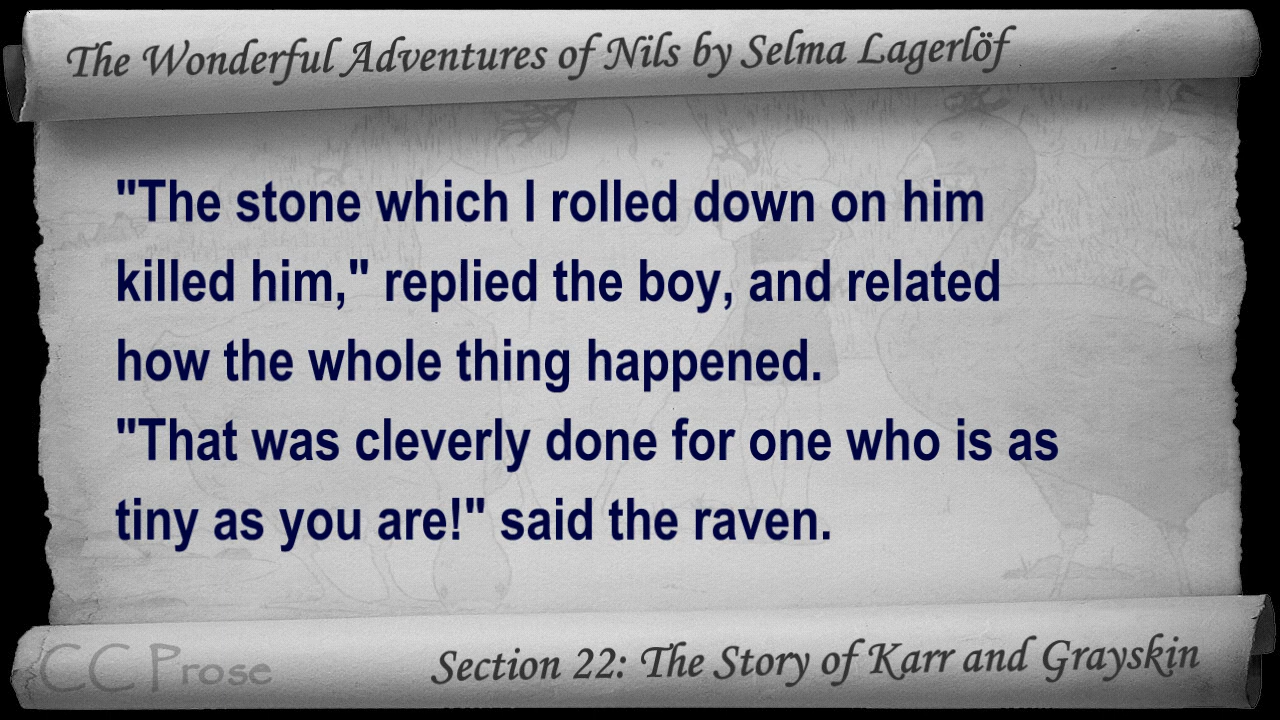 The Wonderful Adventures of Nils by Selma Lagerlöf
"The stone which I rolled down on him
killed him," replied the boy, and related
how the whole thing happened.
"That was cleverly done for one who is as
tiny as you are!" said the raven.
CC Prose
Section 22: The Story of Karr and Grayskin